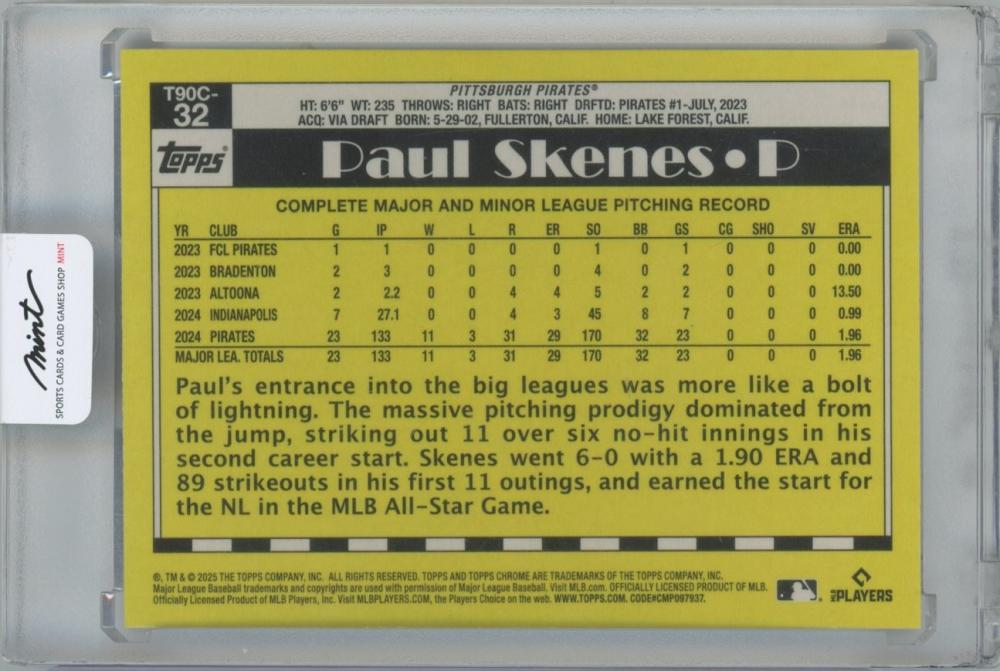 T90C-
32
PITTSBURGH PIRATES®
HT: 6'6" WT: 235 THROWS: RIGHT BATS: RIGHT DRFTD: PIRATES #1-JULY, 2023
ACQ: VIA DRAFT BORN: 5-29-02, FULLERTON, CALIF. HOME: LAKE FOREST, CALIF.
topps®
Paul Skenes • P
COMPLETE MAJOR AND MINOR LEAGUE PITCHING RECORD
YR CLUB G IP W L R ER SO BB GS CG SHO SV ERA
2023 FCL PIRATES 1 1 0 0 0 0 1 0 1 0 0 0 0.00
2023 BRADENTON 2 3 0 0 0 0 4 0 2 0 0 0 0.00
2023 ALTOONA 2 2.2 0 0 4 4 5 2 2 0 0 0 13.50
2024 INDIANAPOLIS 7 27.1 0 0 4 3 45 8 7 0 0 0 0.99
2024 PIRATES 23 133 11 3 31 29 170 32 23 0 0 0 1.96
MAJOR LEA. TOTALS 23 133 11 3 31 29 170 32 23 0 0 0 1.96
Paul's entrance into the big leagues was more like a bolt
of lightning. The massive pitching prodigy dominated from
the jump, striking out 11 over six no-hit innings in his
second career start. Skenes went 6-0 with a 1.90 ERA and
89 strikeouts in his first 11 outings, and earned the start for
the NL in the MLB All-Star Game.
®, TM & © 2025 THE TOPPS COMPANY, INC. ALL RIGHTS RESERVED. TOPPS AND TOPPS CHROME ARE TRADEMARKS OF THE TOPPS COMPANY, INC.
Major League Baseball trademarks and copyrights are used with permission of Major League Baseball. Visit MLB.com. OFFICIALLY LICENSED PRODUCT OF MLB.
Officially Licensed Product of MLB Players, Inc. Visit MLBPLAYERS.COM, the Players Choice on the web. WWW.TOPPS.COM. CODE#CMP097937.
MLB PLAYERS
mint
SPORTS CARDS & CARD GAMES SHOP MINT